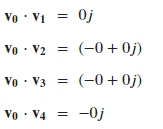 v₀ · v₁ = 0j
v₀ · v₂ = (−0 + 0j)
v₀ · v₃ = (−0 + 0j)
v₀ · v₄ = −0j